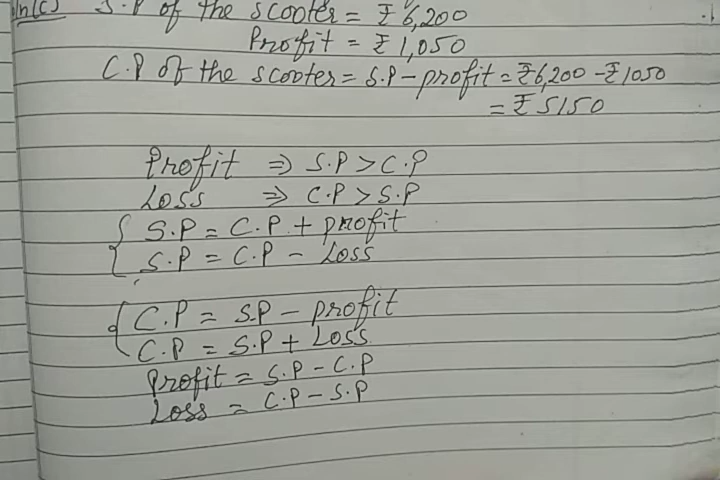 S.P of the scooter = ₹ 6,200
Profit = ₹ 1,050
C.P of the scooter = S.P - profit = ₹6,200 - ₹1050
= ₹ 5150
Profit ⇒ S.P > C.P
Loss ⇒ C.P > S.P
S.P = C.P. + profit
S.P = C.P - Loss
C.P = S.P - profit
C.P = S.P + Loss
Profit = S.P - C.P
Loss = C.P - S.P